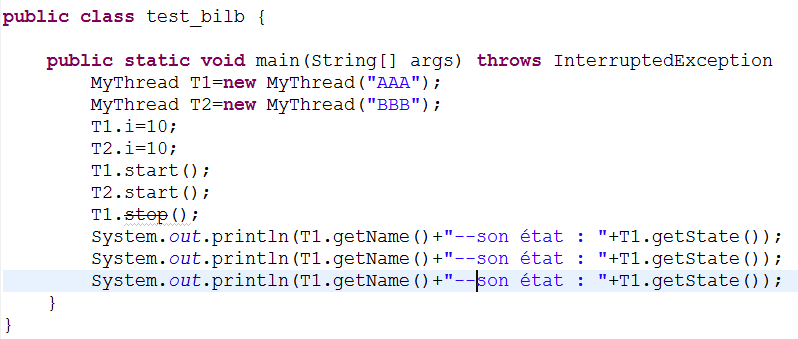 public class test_bilb {
public static void main(String[] args) throws InterruptedException
MyThread T1=new MyThread("AAA");
MyThread T2=new MyThread("BBB");
T1.i=10;
T2.i=10;
T1.start();
T2.start();
T1.stop();
System.out.println(T1.getName()+"--son état : "+T1.getState());
System.out.println(T1.getName()+"--son état : "+T1.getState());
System.out.println(T1.getName()+"--son état : "+T1.getState());
}
}